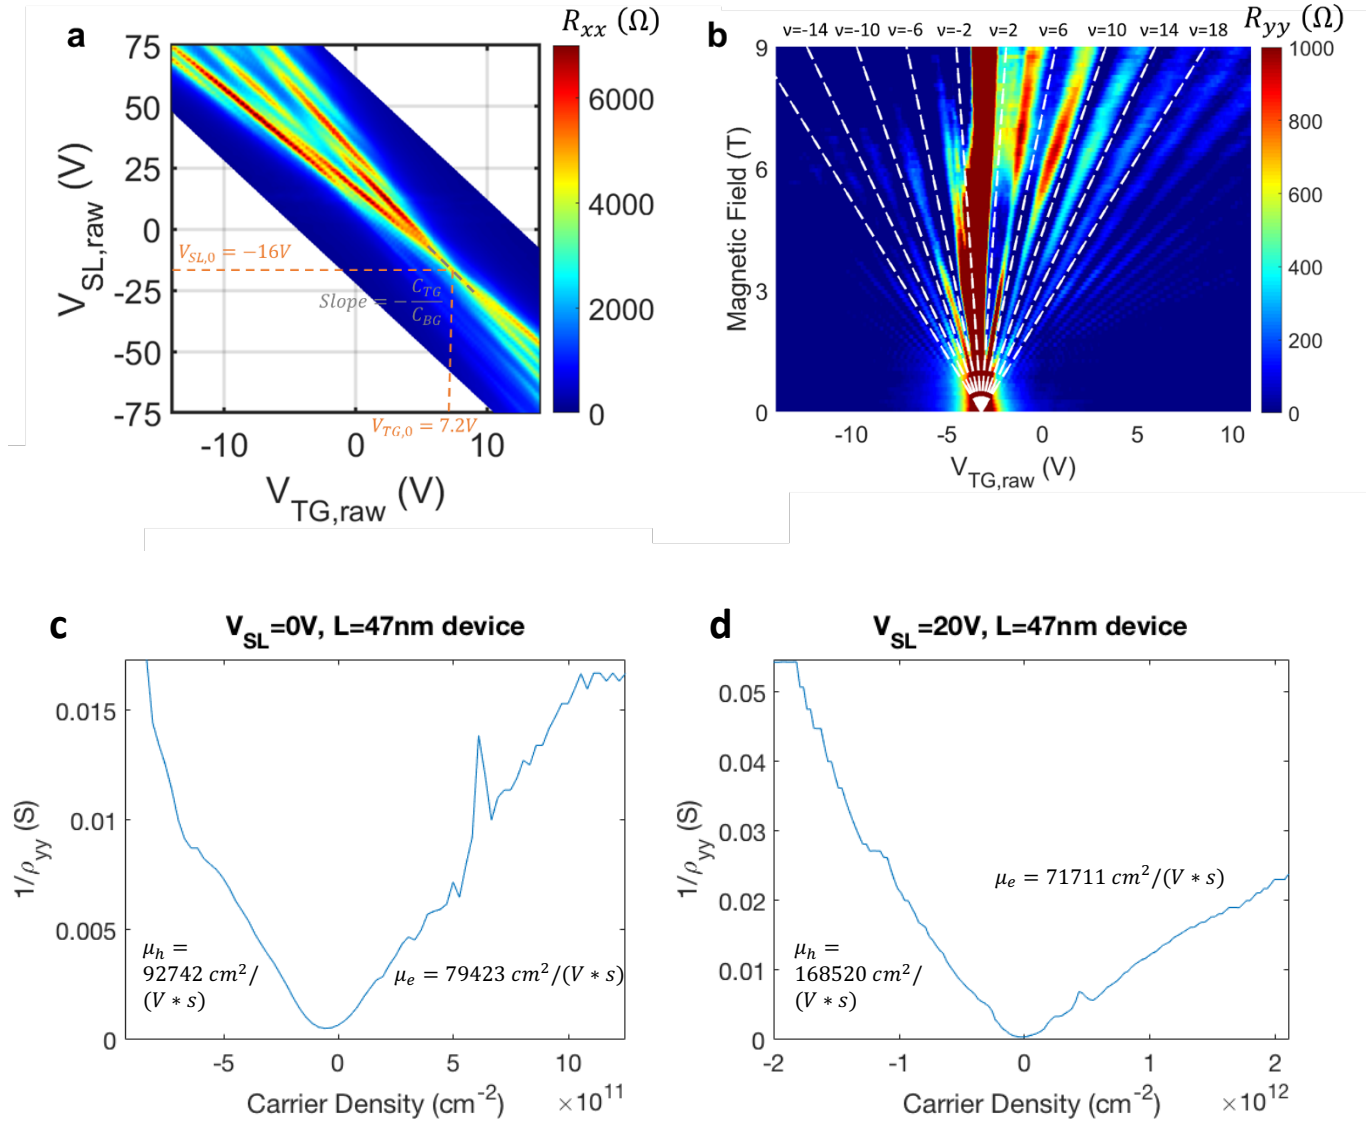 a
R_xx (Ω)
75
50
25
0
-25
-50
-75
V_SL,raw (V)
V_SL,0 = −16V
Slope = − C_TG / C_BG
V_TG,0 = 7.2V
-10 0 10
V_TG,raw (V)
6000
4000
2000
0
b
ν=-14 ν=-10 ν=-6 ν=-2 ν=2 ν=6 ν=10 ν=14 ν=18
R_yy (Ω)
9
6
3
0
Magnetic Field (T)
-10 -5 0 5 10
V_TG,raw (V)
1000
800
600
400
200
0
c
V_SL=0V, L=47nm device
0.015
0.01
0.005
0
1/ρ_yy (S)
μ_h =
92742 cm²/
(V * s)
μ_e = 79423 cm²/(V * s)
-5 0 5 10
Carrier Density (cm⁻²) ×10¹¹
d
V_SL=20V, L=47nm device
0.05
0.04
0.03
0.02
0.01
0
1/ρ_yy (S)
μ_e = 71711 cm²/(V * s)
μ_h =
168520 cm²/
(V * s)
-2 -1 0 1 2
Carrier Density (cm⁻²) ×10¹²